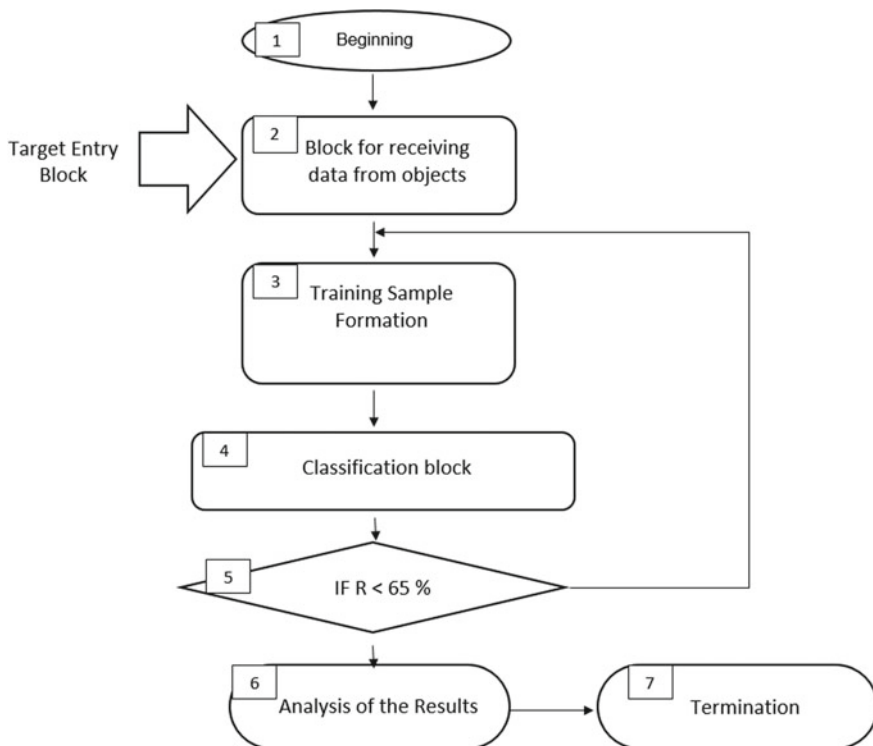 1
Beginning
Target Entry
Block
2
Block for receiving
data from objects
3
Training Sample
Formation
4
Classification block
5
IF R < 65 %
6
Analysis of the Results
7
Termination